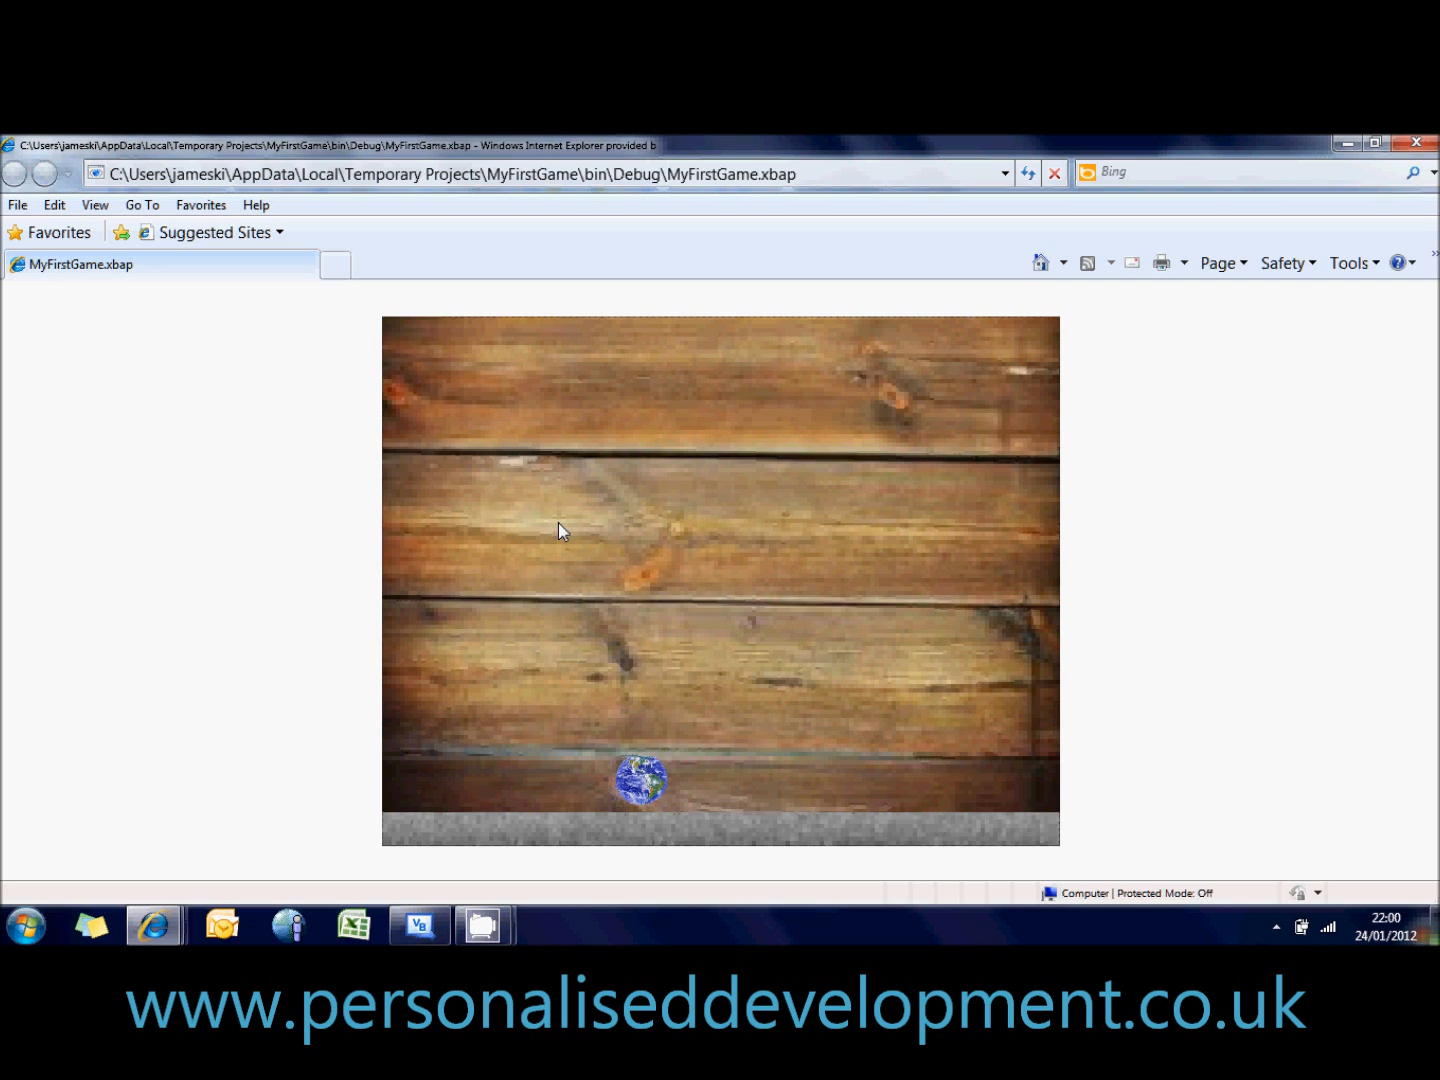 C:\Users\jameski\AppData\Local\Temporary Projects\MyFirstGame\bin\Debug\MyFirstGame.xbap - Windows Internet Explorer provided b
C:\Users\jameski\AppData\Local\Temporary Projects\MyFirstGame\bin\Debug\MyFirstGame.xbap
Bing
File Edit View Go To Favorites Help
Favorites Suggested Sites
MyFirstGame.xbap
Page Safety Tools
Computer | Protected Mode: Off
VB
22:00
24/01/2012
www.personaliseddevelopment.co.uk